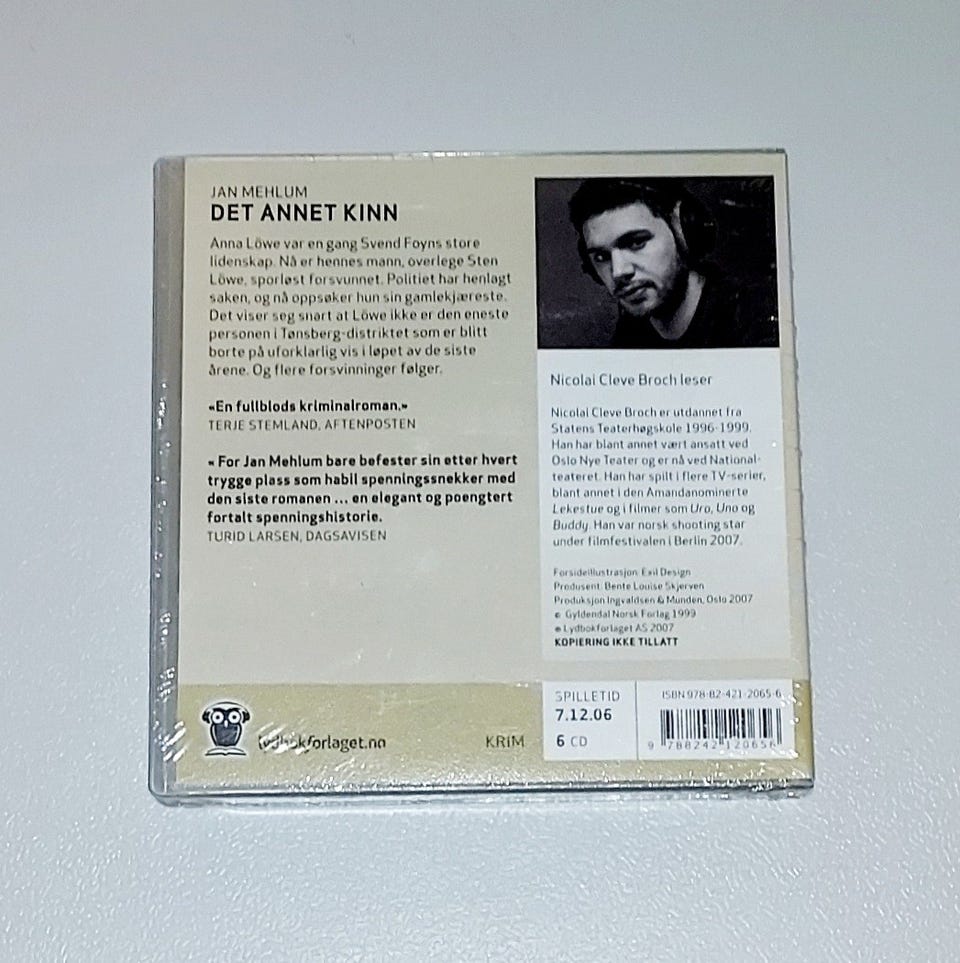 JAN MEHLUM
DET ANNET KINN
Anna Löwe var en gang Svend Foyns store
lidenskap. Nå er hennes mann, overlege Sten
Löwe, sporløst forsvunnet. Politiet har henlagt
saken, og nå oppsøker hun sin gamlekjæreste.
Det viser seg snart at Löwe ikke er den eneste
personen i Tønsberg-distriktet som er blitt
borte på uforklarlig vis i løpet av de siste
årene. Og flere forsvinninger følger.
«En fullblods kriminalroman.»
TERJE STEMLAND, AFTENPOSTEN
« For Jan Mehlum bare befester sin etter hvert
trygge plass som habil spenningssnekker med
den siste romanen ... en elegant og poengtert
fortalt spenningshistorie.
TURID LARSEN, DAGSAVISEN
lydbokforlaget.no
KRIM
Nicolai Cleve Broch leser
Nicolai Cleve Broch er utdannet fra
Statens Teaterhøgskole 1996-1999.
Han har blant annet vært ansatt ved
Oslo Nye Teater og er nå ved National-
teateret. Han har spilt i flere TV-serier,
blant annet i den Amandanominerte
Lekestue og i filmer som Uro, Uno og
Buddy. Han var norsk shooting star
under filmfestivalen i Berlin 2007.
Forsideillustrasjon: Exil Design
Produsent: Bente Louise Skjerven
Produksjon Ingvaldsen & Munden, Oslo 2007
© Gyldendal Norsk Forlag 1999
℗ Lydbokforlaget AS 2007
KOPIERING IKKE TILLATT
SPILLETID
7.12.06
6 CD
ISBN 978-82-421-2065-6
9 788242 120656